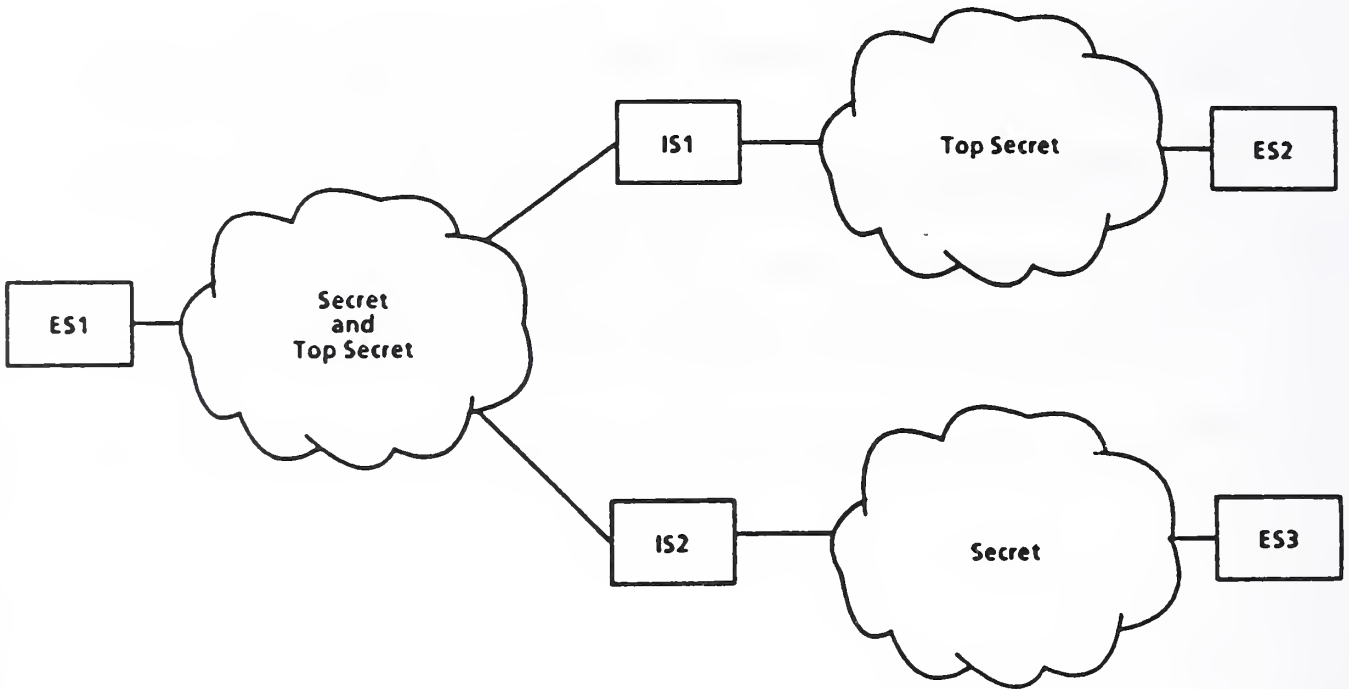 IS1
Top Secret
ES2
ES1
Secret
and
Top Secret
IS2
Secret
ES3